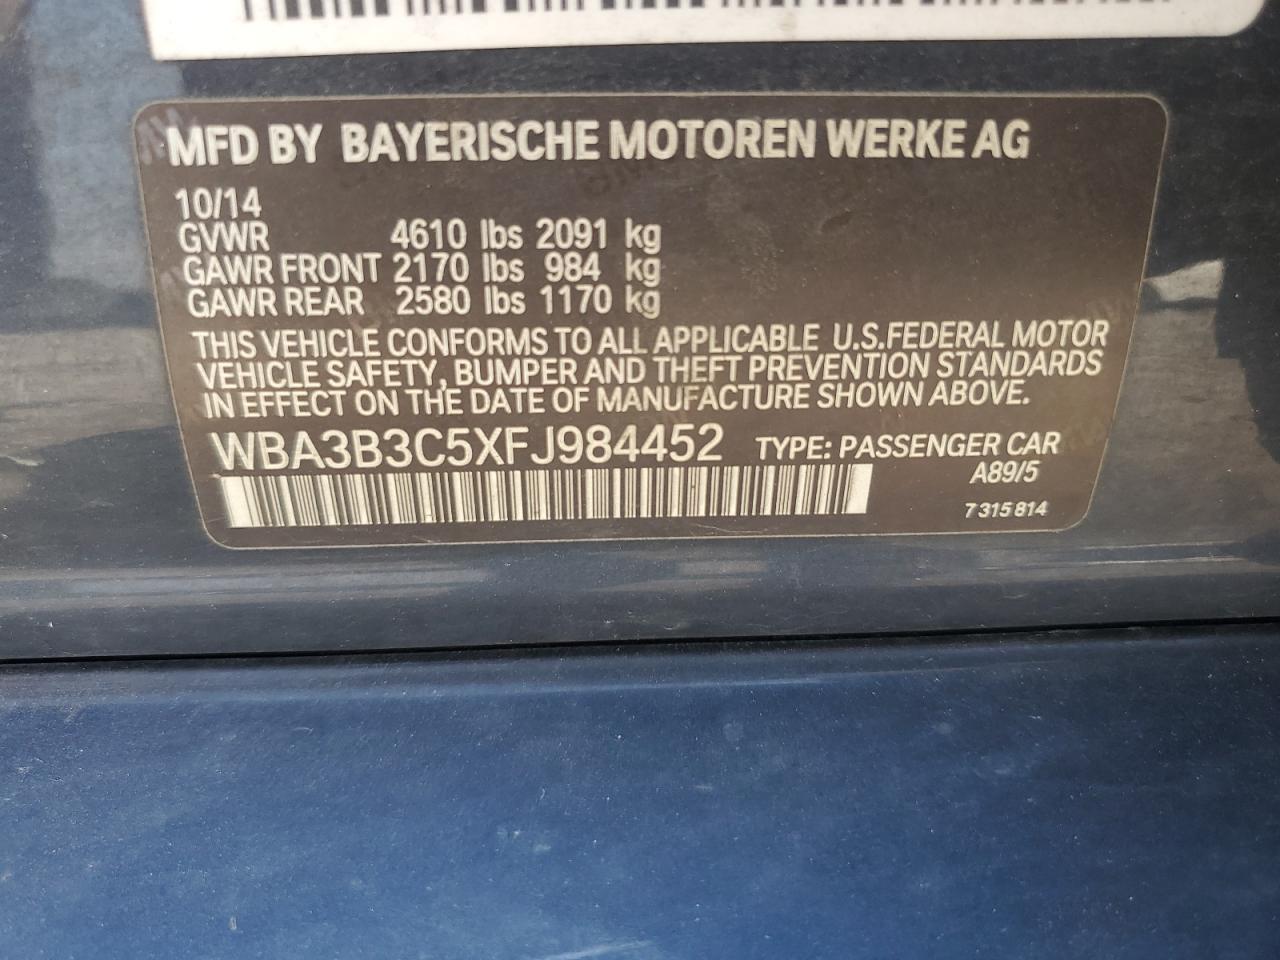 MFD BY BAYERISCHE MOTOREN WERKE AG
10/14
GVWR 4610 lbs 2091 kg
GAWR FRONT 2170 lbs 984 kg
GAWR REAR 2580 lbs 1170 kg
THIS VEHICLE CONFORMS TO ALL APPLICABLE U.S.FEDERAL MOTOR
VEHICLE SAFETY, BUMPER AND THEFT PREVENTION STANDARDS
IN EFFECT ON THE DATE OF MANUFACTURE SHOWN ABOVE.
WBA3B3C5XFJ984452 TYPE: PASSENGER CAR
A89/5
7 315 814